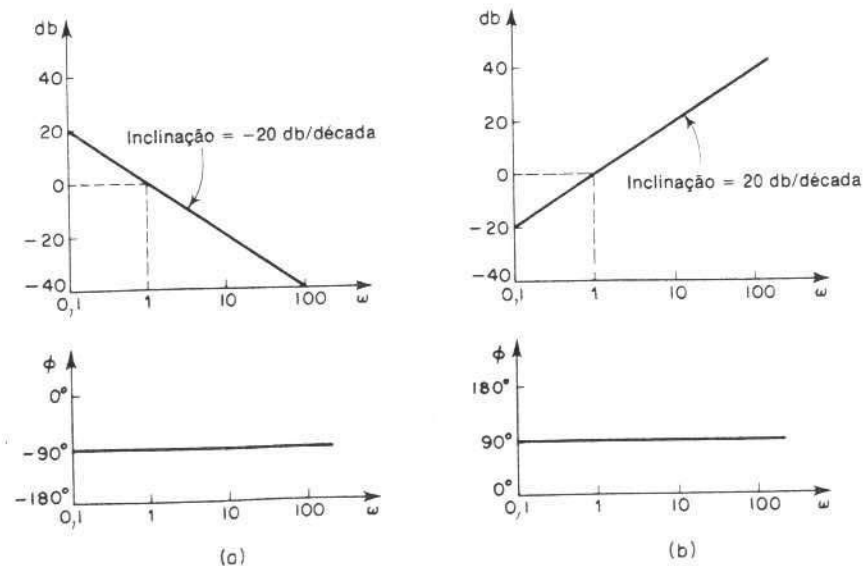 db
40
20
0
−20
−40
Inclinação = −20 db/década
0,1
1
10
100
ω
ϕ
0°
−90°
−180°
0,1
1
10
100
ω
(a)
db
40
20
0
−20
−40
Inclinação = 20 db/década
0,1
1
10
100
ω
ϕ
180°
90°
0°
0,1
1
10
100
ω
(b)